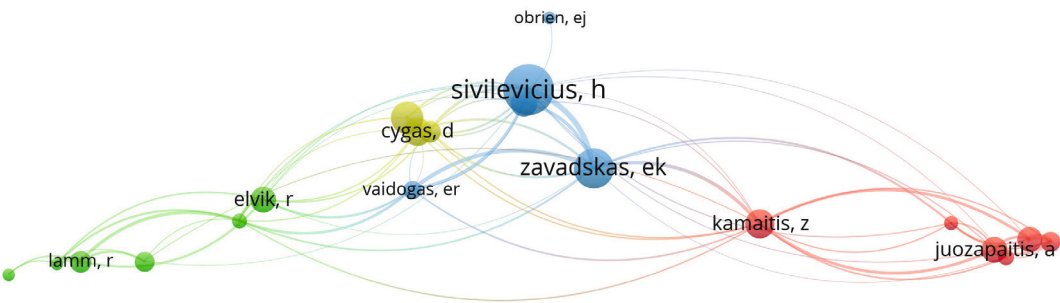 obrien, ej
sivilevicius, h
cygas, d
zavadskas, ek
vaidogas, er
elvik, r
kamaitis, z
juozapaitis, a
lamm, r